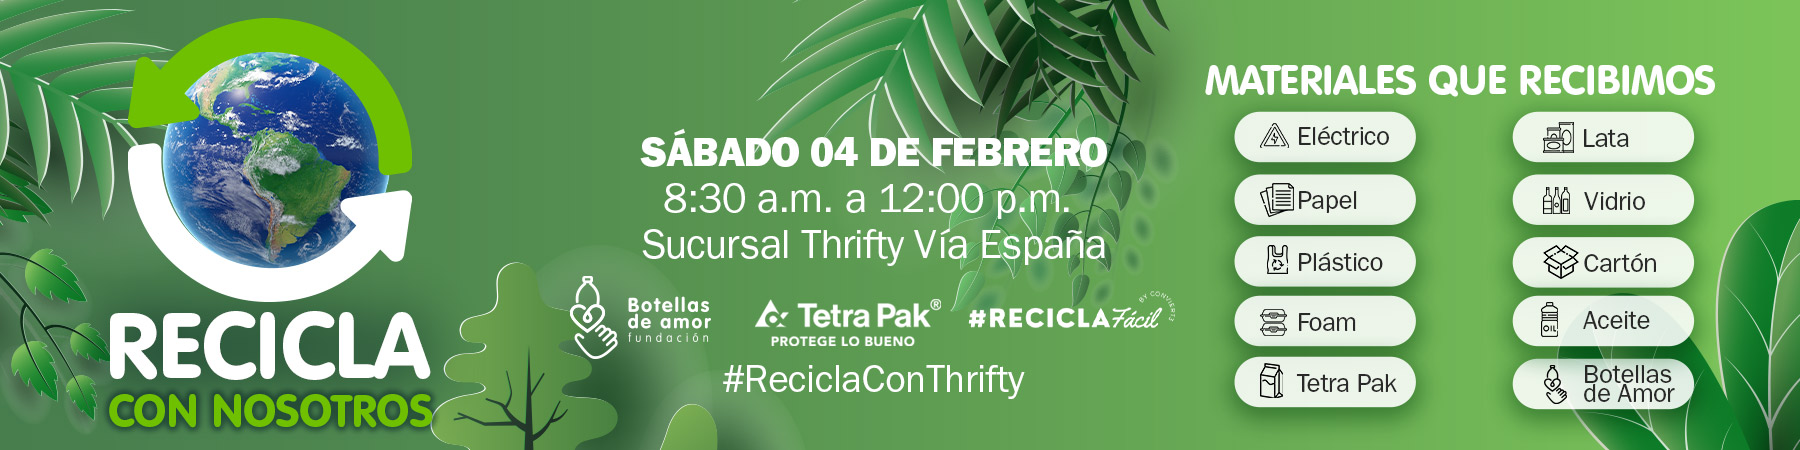 RECICLA
CON NOSOTROS
SÁBADO 04 DE FEBRERO
8:30 a.m. a 12:00 p.m.
Sucursal Thrifty Vía España
Botellas
de amor
fundación
Tetra Pak®
PROTEGE LO BUENO
#RECICLA Fácil
BY CONVIERTE
#ReciclaConThrifty
MATERIALES QUE RECIBIMOS
Eléctrico
Papel
Plástico
Foam
Tetra Pak
Lata
Vidrio
Cartón
OIL
Aceite
Botellas
de Amor